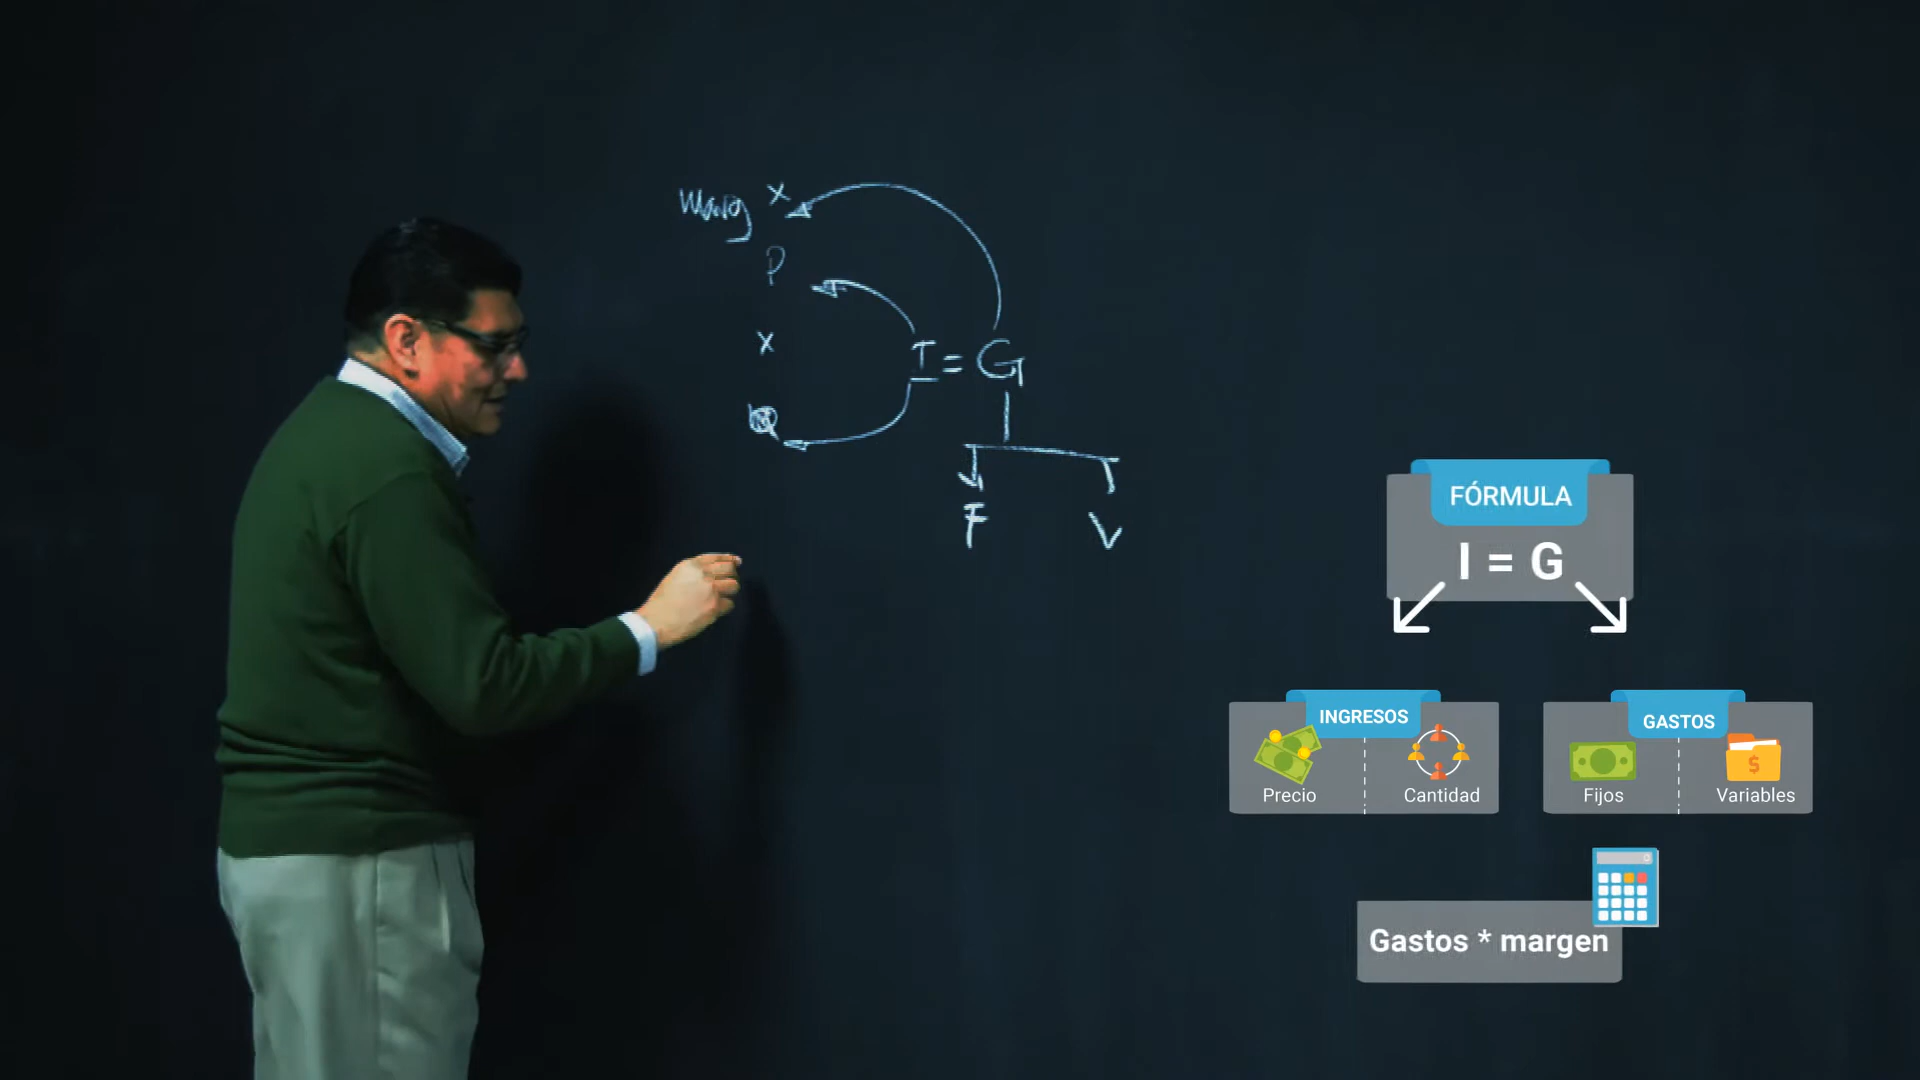 Marg x
P
x
I = G
Q
F V
FÓRMULA
I = G
INGRESOS
Precio Cantidad
GASTOS
Fijos Variables
Gastos * margen